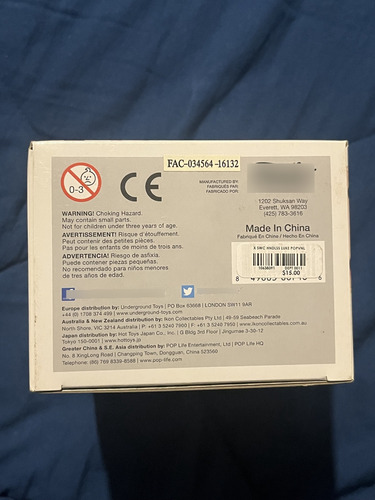 FAC-034564 -16132
0-3
CE
MANUFACTURED BY:
FABRIQUÉ PAR:
FABRICADO POR:
1202 Shuksan Way
Everett, WA 98203
(425) 783-3616
WARNING! Choking Hazard.
May contain small parts.
Not for children under three years of age.
AVERTISSEMENT! Risque d'étouffement.
Peut contenir des petites pièces.
Pas pour les enfants de moins de trois ans.
ADVERTENCIA! Riesgo de asfixia.
Puede contener piezas pequeñas.
No recomendado para niños menores
de tres años de edad.
Made In China
Fabriqué En Chine / Hecho En China
$15.00
Europe distribution by: Underground Toys | PO Box 63068 | LONDON SW11 9AR
+44 (0) 1708 374 499 | www.underground-toys.com
Australia & New Zealand distribution by: Ikon Collectables Pty Ltd | 49-59 Seabeach Parade
North Shore, VIC 3214 Australia | P: +61 3 5240 7980 | F: +61 3 5240 7956 | www.ikoncollectables.com.au
Japan distribution by: Hot Toys Japan Co., Inc. | Q Bldg 3rd Floor | Jingumae 3-30-12
Tokyo 150-0001 | www.hottoys.jp
Greater China & S.E. Asia distribution by: POP Life Entertainment, Ltd | POP Life HQ
No. 8 XingLong Road | Changping Town, Dongguan, China 523560
Telephone: (86) 769 8339-8586 | www.pop-life.com